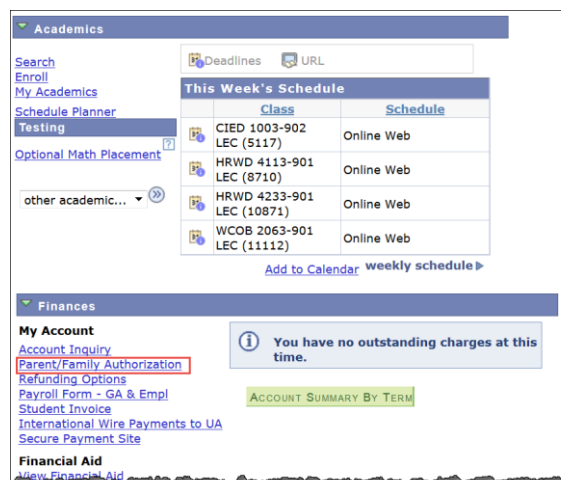 Academics
Search
Enroll
My Academics
Schedule Planner
Testing
?
Optional Math Placement
other academic...
Deadlines URL
This Week's Schedule
Class Schedule
CIED 1003-902
LEC (5117)
Online Web
HRWD 4113-901
LEC (8710)
Online Web
HRWD 4233-901
LEC (10871)
Online Web
WCOB 2063-901
LEC (11112)
Online Web
Add to Calendar weekly schedule
Finances
My Account
Account Inquiry
Parent/Family Authorization
Refunding Options
Payroll Form - GA & Empl
Student Invoice
International Wire Payments to UA
Secure Payment Site
Financial Aid
View Financial Aid
You have no outstanding charges at this
time.
Account Summary By Term